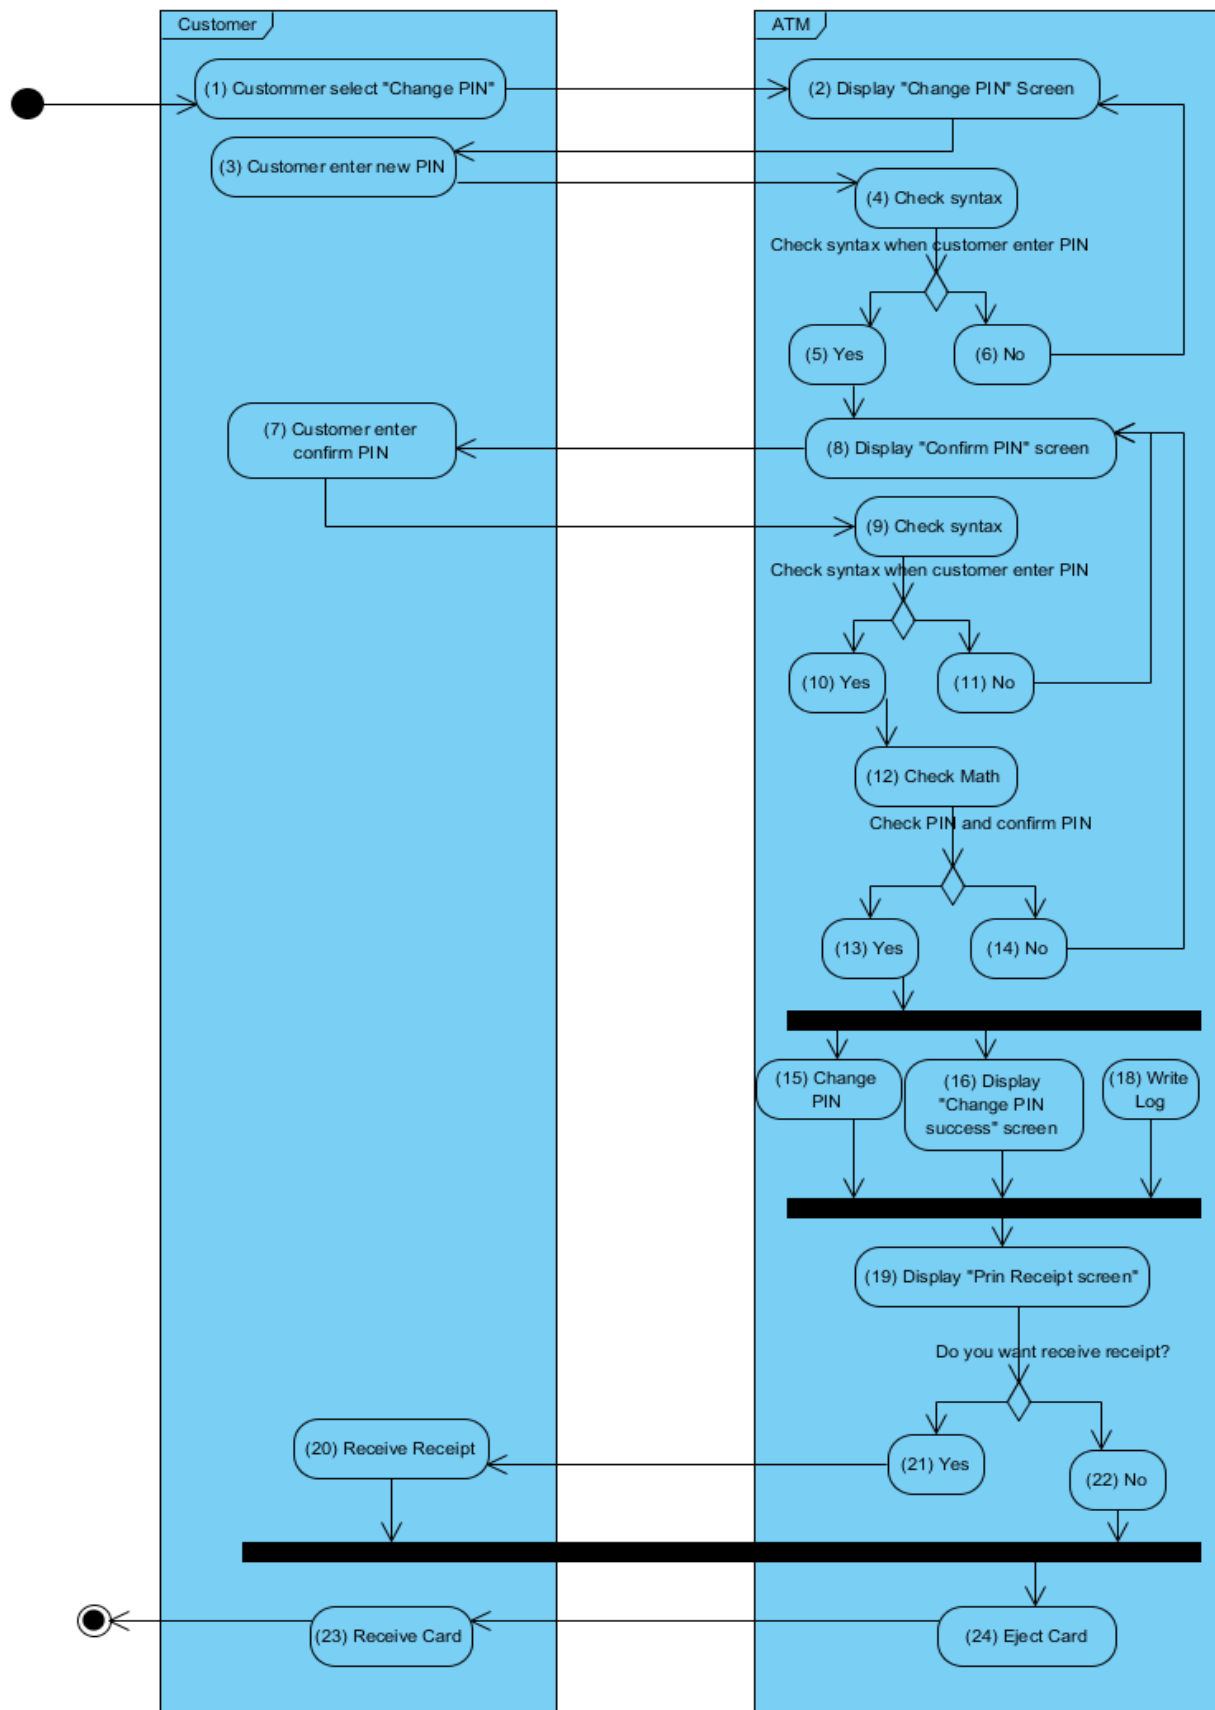 Customer
ATM
(1) Custommer select "Change PIN"
(2) Display "Change PIN" Screen
(3) Customer enter new PIN
(4) Check syntax
Check syntax when customer enter PIN
(5) Yes
(6) No
(7) Customer enter
confirm PIN
(8) Display "Confirm PIN" screen
(9) Check syntax
Check syntax when customer enter PIN
(10) Yes
(11) No
(12) Check Math
Check PIN and confirm PIN
(13) Yes
(14) No
(15) Change
PIN
(16) Display
"Change PIN
success" screen
(18) Write
Log
(19) Display "Prin Receipt screen"
Do you want receive receipt?
(20) Receive Receipt
(21) Yes
(22) No
(23) Receive Card
(24) Eject Card